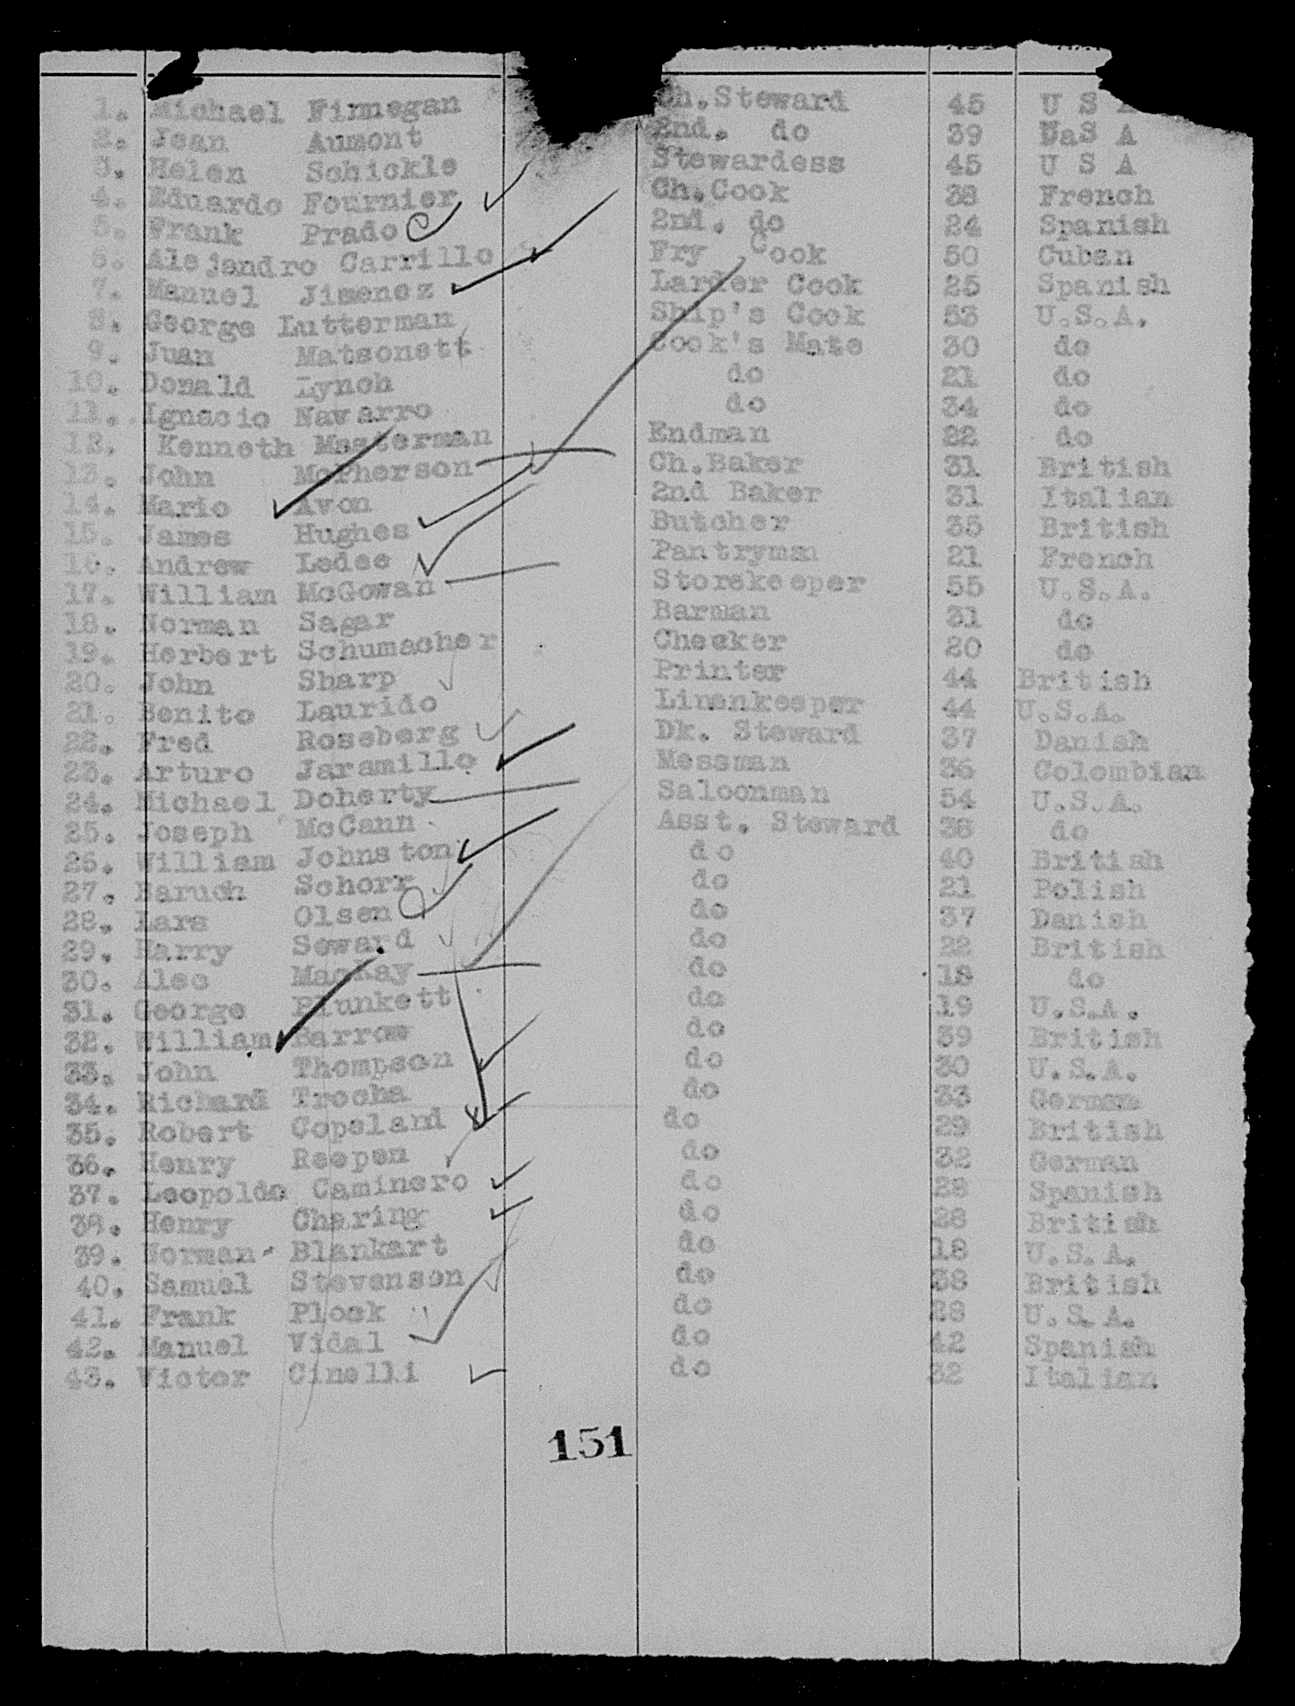 1. Michael Finnegan Ch. Steward 45 U S A
2. Jean Aumont 2nd. do 39 UaS A
3. Helen Schickle Stewardess 45 U S A
4. Eduardo Fournier Ch. Cook 38 French
5. Frank Prado 2nd. do 24 Spanish
6. Alejandro Carrillo Fry Cook 50 Cuban
7. Manuel Jimenez Larder Cook 25 Spanish
8. George Lutterman Ship's Cook 53 U.S.A.
9. Juan Matsonett Cook's Mate 30 do
10. Donald Lynch do 21 do
11. Ignacio Navarro do 34 do
12. Kenneth Masterman Endman 22 do
13. John McPherson Ch. Baker 31 British
14. Mario Avon 2nd Baker 31 Italian
15. James Hughes Butcher 35 British
16. Andrew Ledee Pantryman 21 French
17. William McGowan Storekeeper 55 U.S.A.
18. Norman Sagar Barman 31 do
19. Herbert Schumacher Checker 20 do
20. John Sharp Printer 44 British
21. Benito Laurido Linenkeeper 44 U.S.A.
22. Fred Roseberg Dk. Steward 37 Danish
23. Arturo Jaramillo Messman 36 Colombian
24. Michael Doherty Saloonman 54 U.S.A.
25. Joseph McCann Asst. Steward 38 do
26. William Johnston do 40 British
27. Baruch Schorr do 21 Polish
28. Lars Olsen do 37 Danish
29. Harry Seward do 22 British
30. Alec MacKay do 18 do
31. George Plunkett do 19 U.S.A.
32. William Barrow do 39 British
33. John Thompson do 30 U.S.A.
34. Richard Trocha do 33 German
35. Robert Copeland do 29 British
36. Henry Reepen do 32 German
37. Leopoldo Caminero do 28 Spanish
38. Henry Charing do 28 British
39. Norman Blankart do 18 U.S.A.
40. Samuel Stevenson do 38 British
41. Frank Plock do 28 U.S.A.
42. Manuel Vidal do 42 Spanish
43. Victor Cinelli do 32 Italian
151